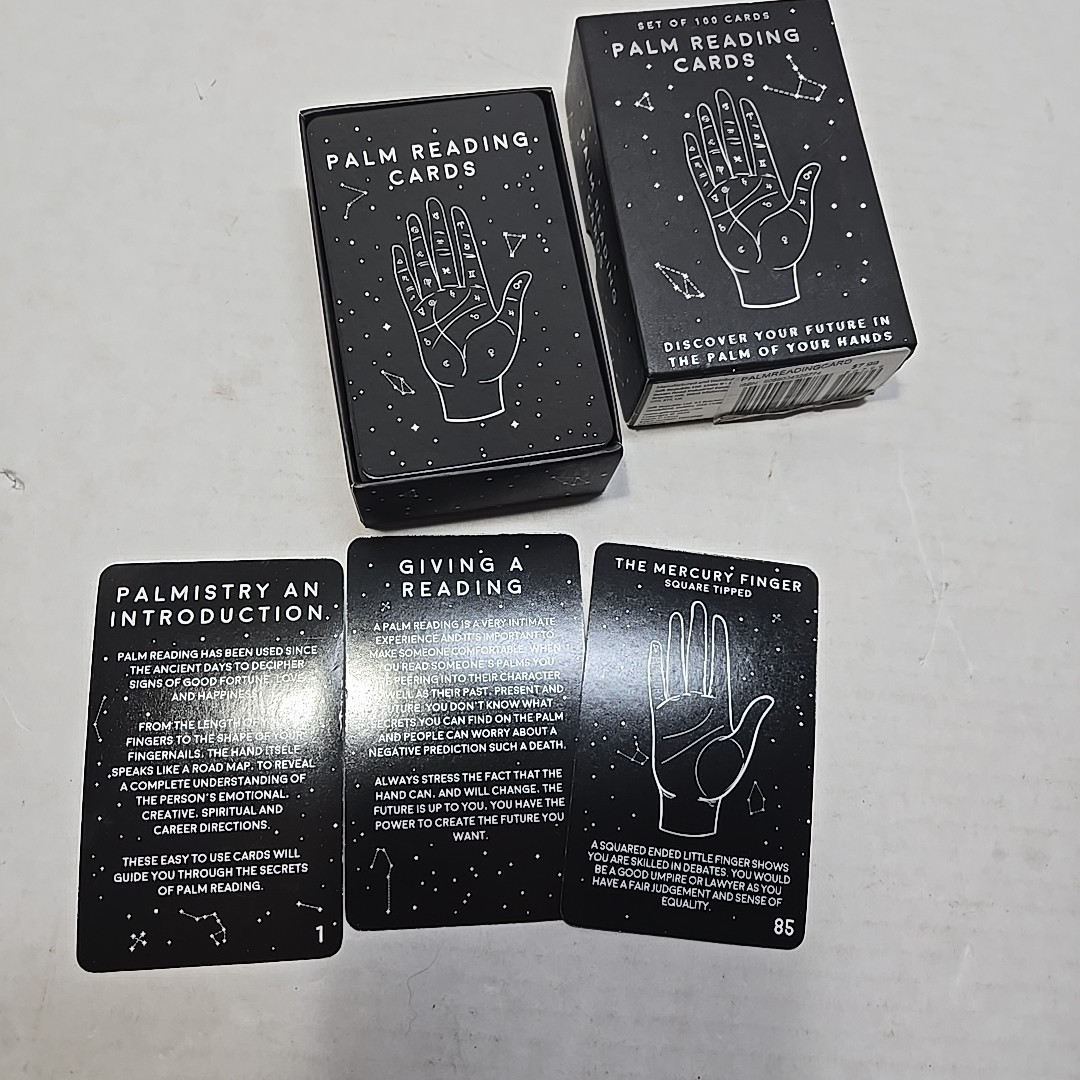 SET OF 100 CARDS
PALM READING
CARDS
DISCOVER YOUR FUTURE IN
THE PALM OF YOUR HANDS
PALMREADINGCARD
$7.99
PALM READING
CARDS
PALMISTRY AN
INTRODUCTION
PALM READING HAS BEEN USED SINCE
THE ANCIENT DAYS TO DECIPHER
SIGNS OF GOOD FORTUNE, LOVE
AND HAPPINESS
FROM THE LENGTH OF YOUR
FINGERS TO THE SHAPE OF YOUR
FINGERNAILS. THE HAND ITSELF
SPEAKS LIKE A ROAD MAP, TO REVEAL
A COMPLETE UNDERSTANDING OF
THE PERSON'S EMOTIONAL,
CREATIVE, SPIRITUAL AND
CAREER DIRECTIONS.
THESE EASY TO USE CARDS WILL
GUIDE YOU THROUGH THE SECRETS
OF PALM READING.
1
GIVING A
READING
A PALM READING IS A VERY INTIMATE
EXPERIENCE AND IT'S IMPORTANT TO
MAKE SOMEONE COMFORTABLE. WHEN
YOU READ SOMEONE'S PALMS YOU
PEERING INTO THEIR CHARACTER
WELL AS THEIR PAST, PRESENT AND
FUTURE. YOU DON'T KNOW WHAT
SECRETS YOU CAN FIND ON THE PALM
AND PEOPLE CAN WORRY ABOUT A
NEGATIVE PREDICTION SUCH A DEATH.
ALWAYS STRESS THE FACT THAT THE
HAND CAN, AND WILL CHANGE. THE
FUTURE IS UP TO YOU, YOU HAVE THE
POWER TO CREATE THE FUTURE YOU
WANT.
THE MERCURY FINGER
SQUARE TIPPED
A SQUARED ENDED LITTLE FINGER SHOWS
YOU ARE SKILLED IN DEBATES. YOU WOULD
BE A GOOD UMPIRE OR LAWYER AS YOU
HAVE A FAIR JUDGEMENT AND SENSE OF
EQUALITY.
85